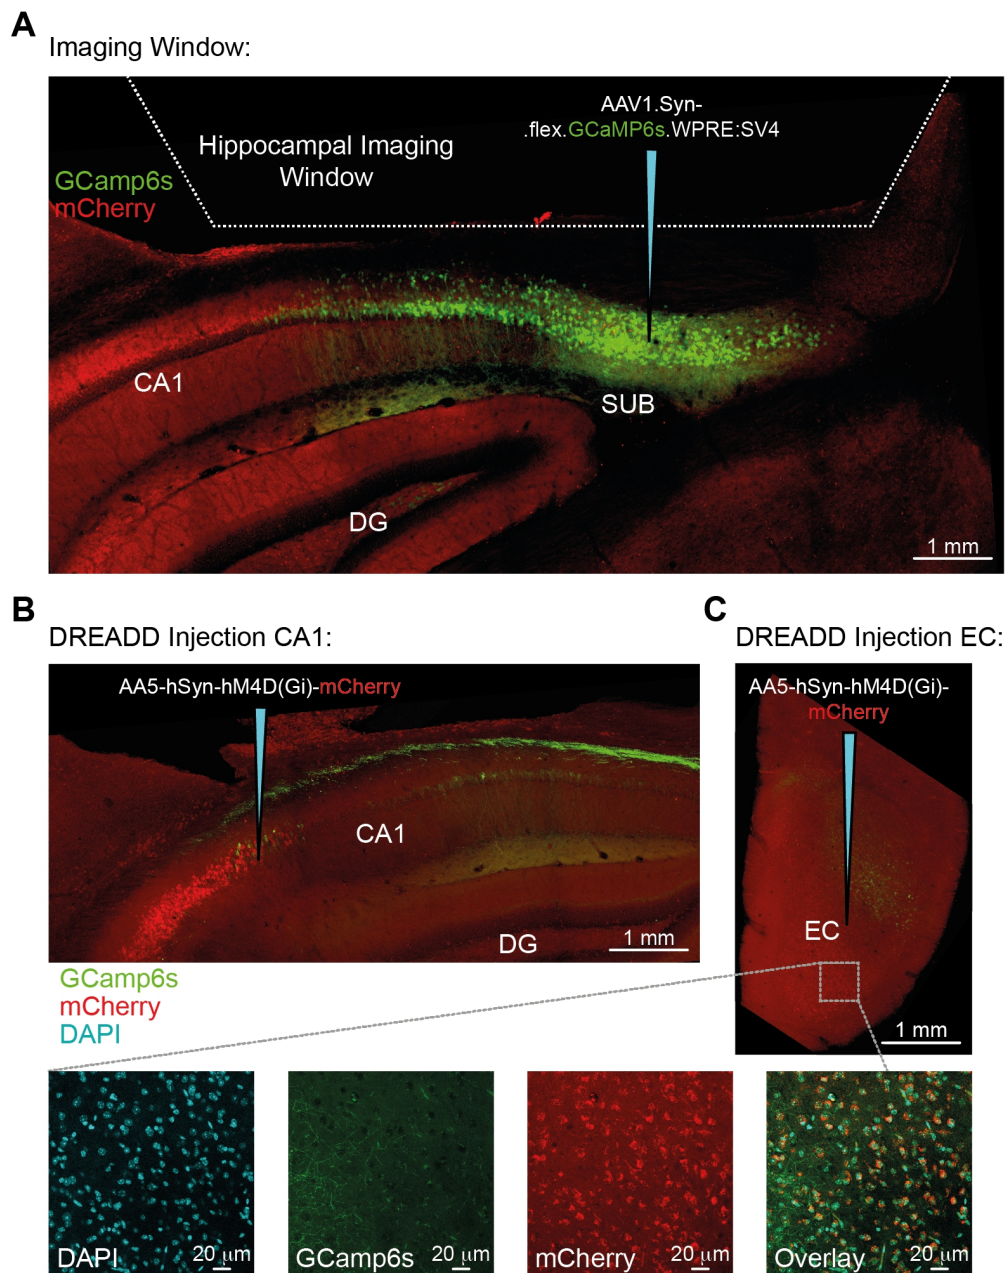 A
Imaging Window:
AAV1.Syn-
.flex.GCaMP6s.WPRE:SV4
Hippocampal Imaging
Window
GCamp6s
mCherry
CA1
SUB
DG
1 mm
B
DREADD Injection CA1:
AA5-hSyn-hM4D(Gi)-mCherry
CA1
DG
1 mm
GCamp6s
mCherry
DAPI
C
DREADD Injection EC:
AA5-hSyn-hM4D(Gi)-
mCherry
EC
1 mm
DAPI
20 μm
GCamp6s
20 μm
mCherry
20 μm
Overlay
20 μm